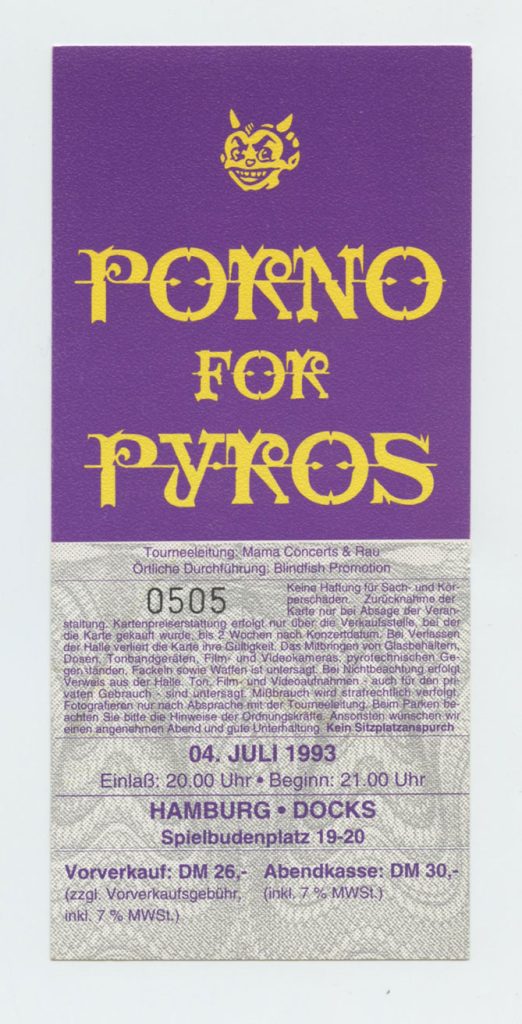 PORNO
FOR
PYROS
Tourneeleitung: Mama Concerts & Rau
Örtliche Durchführung: Blindfish Promotion
0505
Keine Haftung für Sach- und Kör-
perschäden. Zurücknahme der
Karte nur bei Absage der Veran-
staltung. Kartenpreiserstattung erfolgt nur über die Verkaufsstelle, bei der
die Karte gekauft wurde, bis 2 Wochen nach Konzertdatum. Bei Verlassen
der Halle verliert die Karte ihre Gültigkeit. Das Mitbringen von Glasbehältern,
Dosen, Tonbandgeräten, Film- und Videokameras, pyrotechnischen Ge-
genständen, Fackeln sowie Waffen ist untersagt. Bei Nichtbeachtung erfolgt
Verweis aus der Halle. Ton, Film- und Videoaufnahmen - auch für den pri-
vaten Gebrauch - sind untersagt. Mißbrauch wird strafrechtlich verfolgt.
Fotografieren nur nach Absprache mit der Tourneeleitung. Beim Parken be-
achten Sie bitte die Hinweise der Ordnungskräfte. Ansonsten wünschen wir
einen angenehmen Abend und gute Unterhaltung. Kein Sitzplatzanspurch
04. JULI 1993
Einlaß: 20.00 Uhr • Beginn: 21.00 Uhr
HAMBURG • DOCKS
Spielbudenplatz 19-20
Vorverkauf: DM 26,- Abendkasse: DM 30,-
(zzgl. Vorverkaufsgebühr, (inkl. 7 % MWSt.)
inkl. 7 % MWSt.)